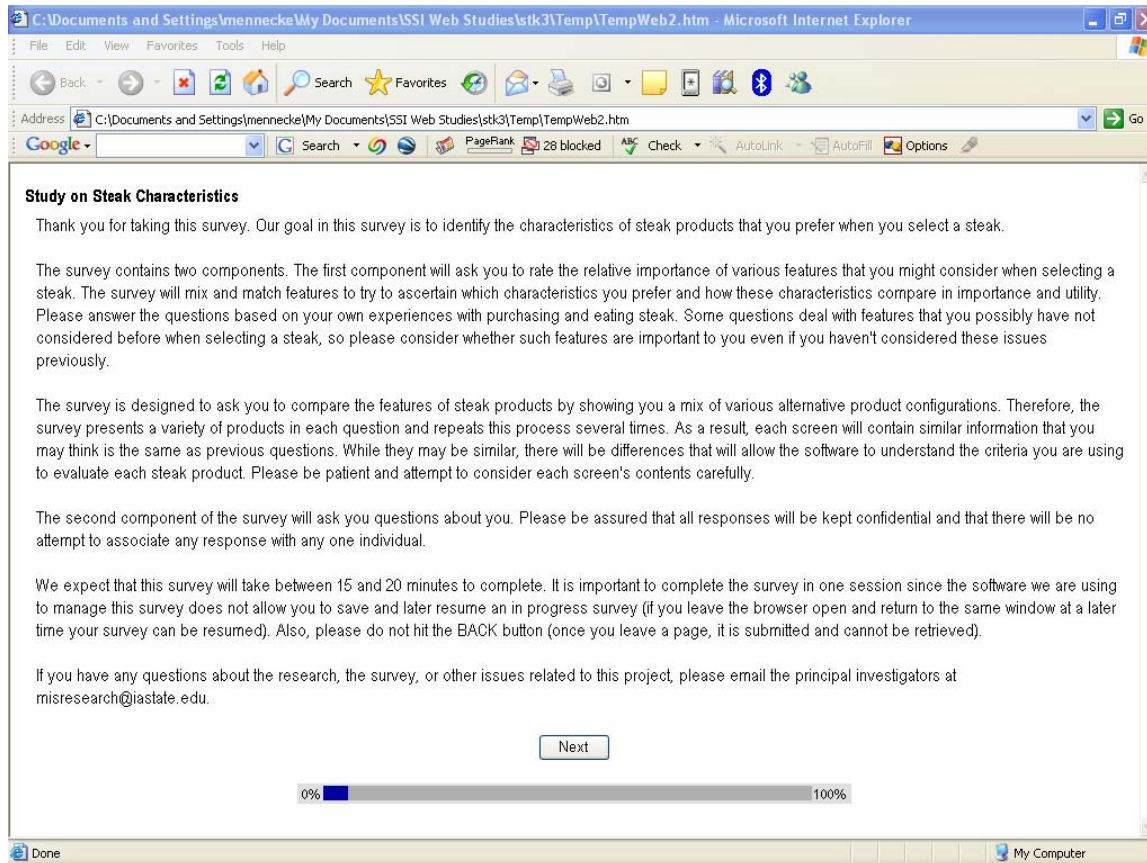 C:\Documents and Settings\mennecke\My Documents\SSI Web Studies\stk3\Temp\TempWeb2.htm - Microsoft Internet Explorer
File Edit View Favorites Tools Help
Back Search Favorites
Address C:\Documents and Settings\mennecke\My Documents\SSI Web Studies\stk3\Temp\TempWeb2.htm Go
Google G Search PageRank 28 blocked ABC Check AutoLink AutoFill Options
Study on Steak Characteristics
Thank you for taking this survey. Our goal in this survey is to identify the characteristics of steak products that you prefer when you select a steak.
The survey contains two components. The first component will ask you to rate the relative importance of various features that you might consider when selecting a
steak. The survey will mix and match features to try to ascertain which characteristics you prefer and how these characteristics compare in importance and utility.
Please answer the questions based on your own experiences with purchasing and eating steak. Some questions deal with features that you possibly have not
considered before when selecting a steak, so please consider whether such features are important to you even if you haven't considered these issues
previously.
The survey is designed to ask you to compare the features of steak products by showing you a mix of various alternative product configurations. Therefore, the
survey presents a variety of products in each question and repeats this process several times. As a result, each screen will contain similar information that you
may think is the same as previous questions. While they may be similar, there will be differences that will allow the software to understand the criteria you are using
to evaluate each steak product. Please be patient and attempt to consider each screen's contents carefully.
The second component of the survey will ask you questions about you. Please be assured that all responses will be kept confidential and that there will be no
attempt to associate any response with any one individual.
We expect that this survey will take between 15 and 20 minutes to complete. It is important to complete the survey in one session since the software we are using
to manage this survey does not allow you to save and later resume an in progress survey (if you leave the browser open and return to the same window at a later
time your survey can be resumed). Also, please do not hit the BACK button (once you leave a page, it is submitted and cannot be retrieved).
If you have any questions about the research, the survey, or other issues related to this project, please email the principal investigators at
misresearch@iastate.edu.
Next
0% 100%
Done My Computer